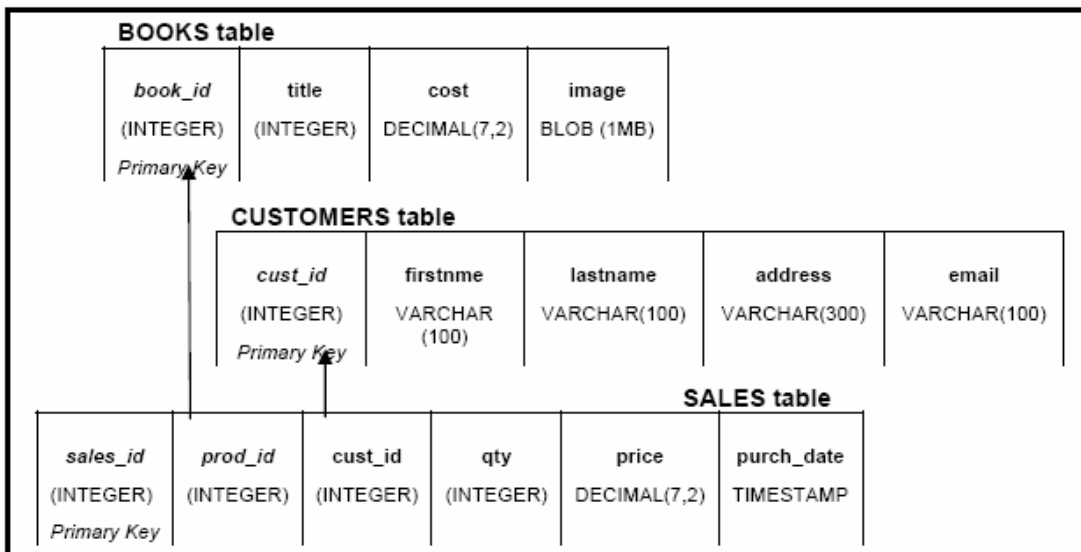 BOOKS table
book_id title cost image
(INTEGER) (INTEGER) DECIMAL(7,2) BLOB (1MB)
Primary Key
CUSTOMERS table
cust_id firstnme lastname address email
(INTEGER) VARCHAR (100) VARCHAR(100) VARCHAR(300) VARCHAR(100)
Primary Key
SALES table
sales_id prod_id cust_id qty price purch_date
(INTEGER) (INTEGER) (INTEGER) (INTEGER) DECIMAL(7,2) TIMESTAMP
Primary Key